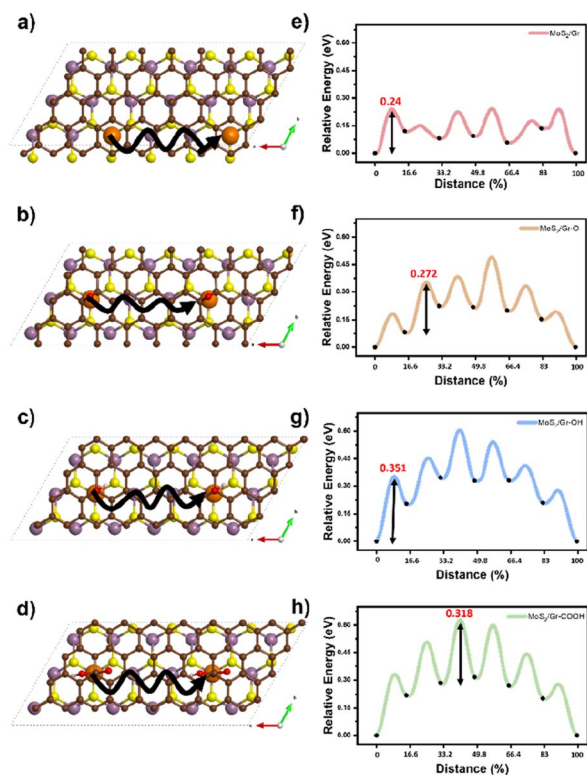 a)
b)
c)
d)
e)
Relative Energy (eV)
0.60
0.45
0.30
0.15
0.00
MoS2/Gr
0.24
0 16.6 33.2 49.8 66.4 83 100
Distance (%)
f)
Relative Energy (eV)
0.60
0.45
0.30
0.15
0.00
MoS2/Gr-O
0.272
0 16.6 33.2 49.8 66.4 83 100
Distance (%)
g)
Relative Energy (eV)
0.60
0.45
0.30
0.15
0.00
MoS2/Gr-OH
0.351
0 16.6 33.2 49.8 66.4 83 100
Distance (%)
h)
Relative Energy (eV)
0.60
0.45
0.30
0.15
0.00
MoS2/Gr-COOH
0.318
0 16.6 33.2 49.8 66.4 83 100
Distance (%)